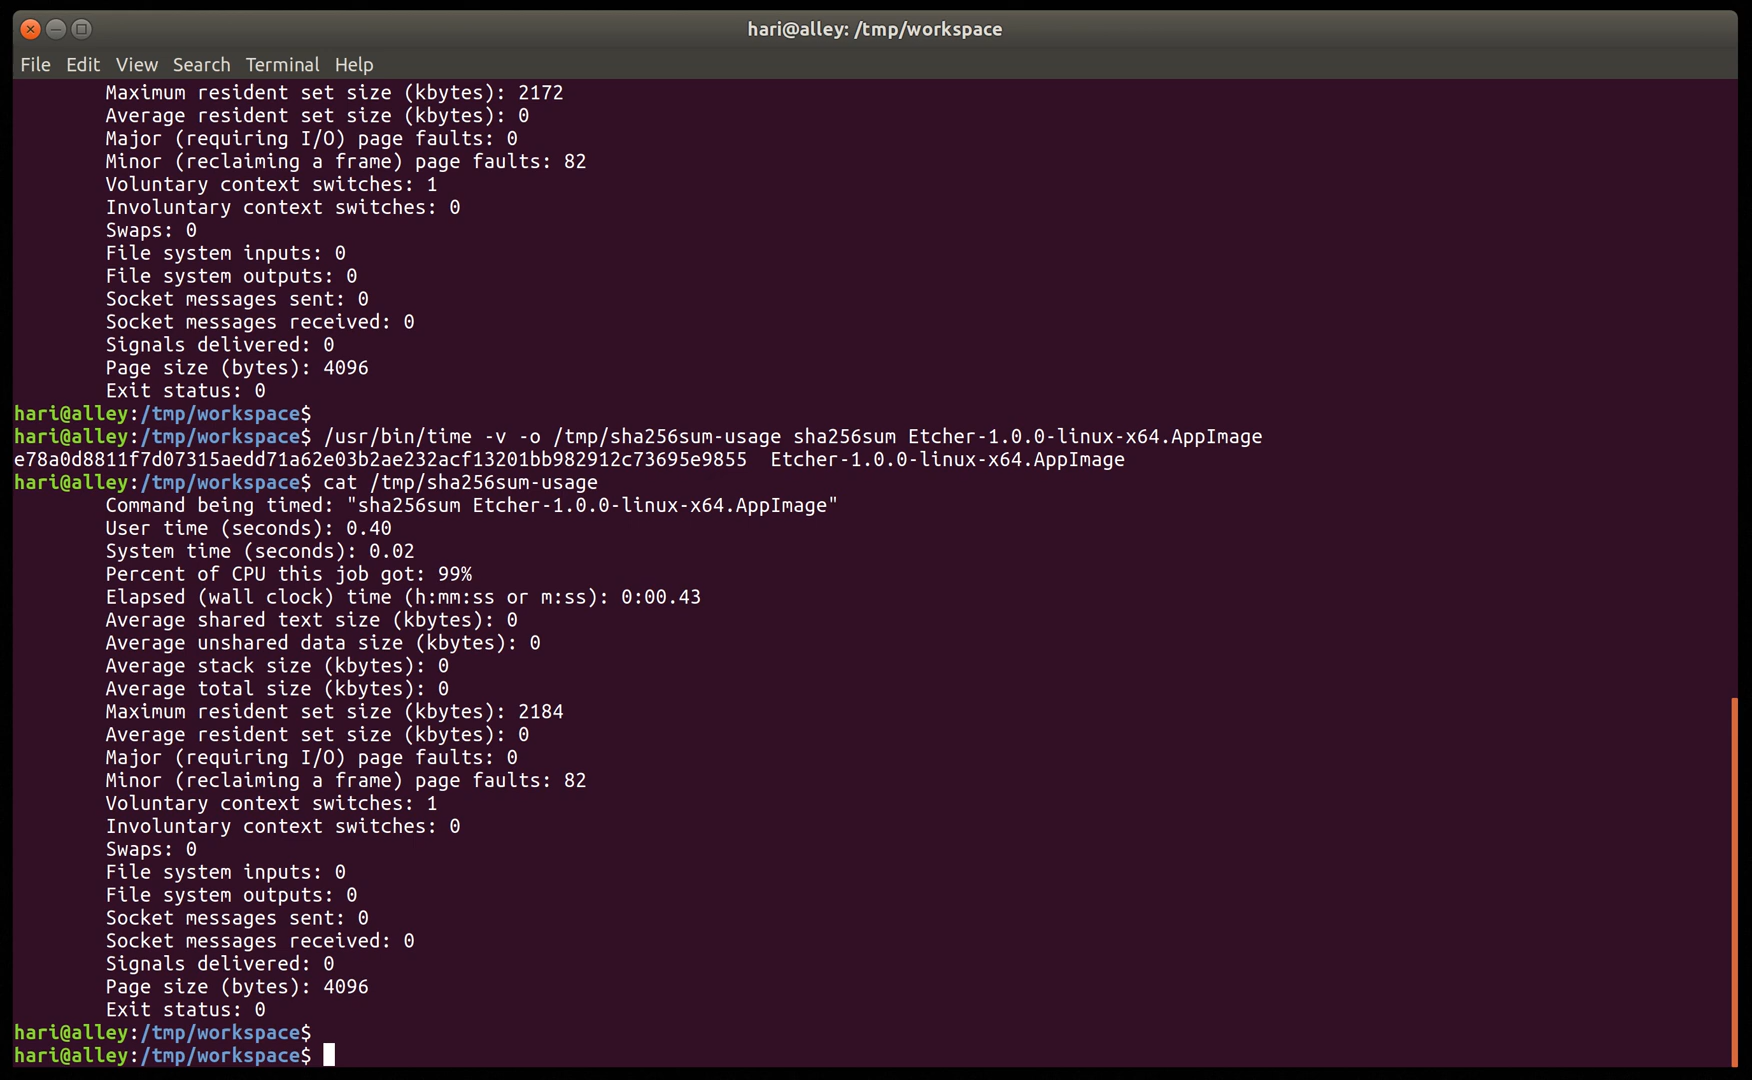 hari@alley: /tmp/workspace
File Edit View Search Terminal Help
Maximum resident set size (kbytes): 2172
Average resident set size (kbytes): 0
Major (requiring I/O) page faults: 0
Minor (reclaiming a frame) page faults: 82
Voluntary context switches: 1
Involuntary context switches: 0
Swaps: 0
File system inputs: 0
File system outputs: 0
Socket messages sent: 0
Socket messages received: 0
Signals delivered: 0
Page size (bytes): 4096
Exit status: 0
hari@alley:/tmp/workspace$
hari@alley:/tmp/workspace$ /usr/bin/time -v -o /tmp/sha256sum-usage sha256sum Etcher-1.0.0-linux-x64.AppImage
e78a0d8811f7d07315aedd71a62e03b2ae232acf13201bb982912c73695e9855  Etcher-1.0.0-linux-x64.AppImage
hari@alley:/tmp/workspace$ cat /tmp/sha256sum-usage
Command being timed: "sha256sum Etcher-1.0.0-linux-x64.AppImage"
User time (seconds): 0.40
System time (seconds): 0.02
Percent of CPU this job got: 99%
Elapsed (wall clock) time (h:mm:ss or m:ss): 0:00.43
Average shared text size (kbytes): 0
Average unshared data size (kbytes): 0
Average stack size (kbytes): 0
Average total size (kbytes): 0
Maximum resident set size (kbytes): 2184
Average resident set size (kbytes): 0
Major (requiring I/O) page faults: 0
Minor (reclaiming a frame) page faults: 82
Voluntary context switches: 1
Involuntary context switches: 0
Swaps: 0
File system inputs: 0
File system outputs: 0
Socket messages sent: 0
Socket messages received: 0
Signals delivered: 0
Page size (bytes): 4096
Exit status: 0
hari@alley:/tmp/workspace$
hari@alley:/tmp/workspace$